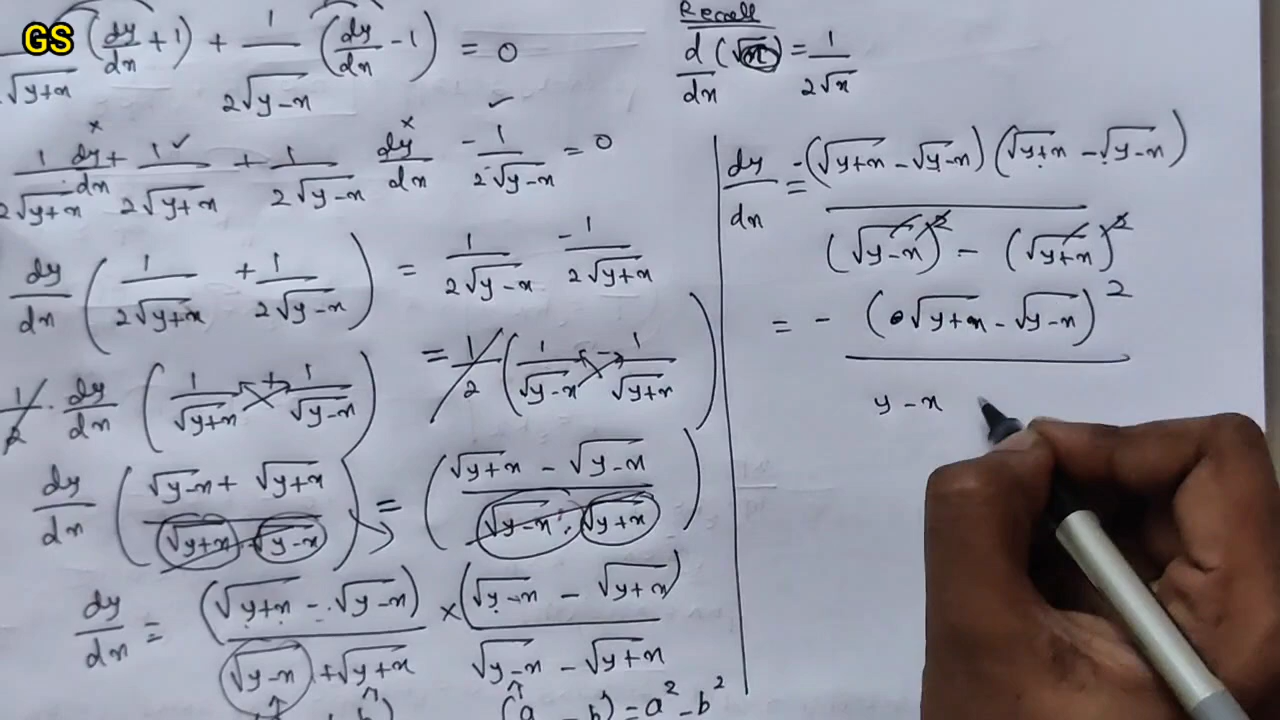 GS
1/√(y+x) (dy/dx + 1) + 1/(2√(y-x)) (dy/dx - 1) = 0
1/(2√(y+x)) · dy/dx + 1/(2√(y+x)) + 1/(2√(y-x)) dy/dx - 1/(2√(y-x)) = 0
dy/dx (1/(2√(y+x)) + 1/(2√(y-x))) = 1/(2√(y-x)) - 1/(2√(y+x))
1/2 · dy/dx (1/√(y+x) + 1/√(y-x)) = 1/2 (1/√(y-x) - 1/√(y+x))
dy/dx ((√(y-x) + √(y+x))/(√(y+x) · √(y-x))) = ((√(y+x) - √(y-x))/(√(y-x) · √(y+x)))
dy/dx = (√(y+x) - √(y-x))/(√(y-x) + √(y+x)) × (√(y-x) - √(y+x))/(√(y-x) - √(y+x))
(a - b) = a² - b²
Recall
d/dx (√x) = 1/(2√x)
dy/dx = -(√(y+x) - √(y-x)) (√(y+x) - √(y-x))/((√(y-x))² - (√(y+x))²)
= - (√(y+x) - √(y-x))²
y - x